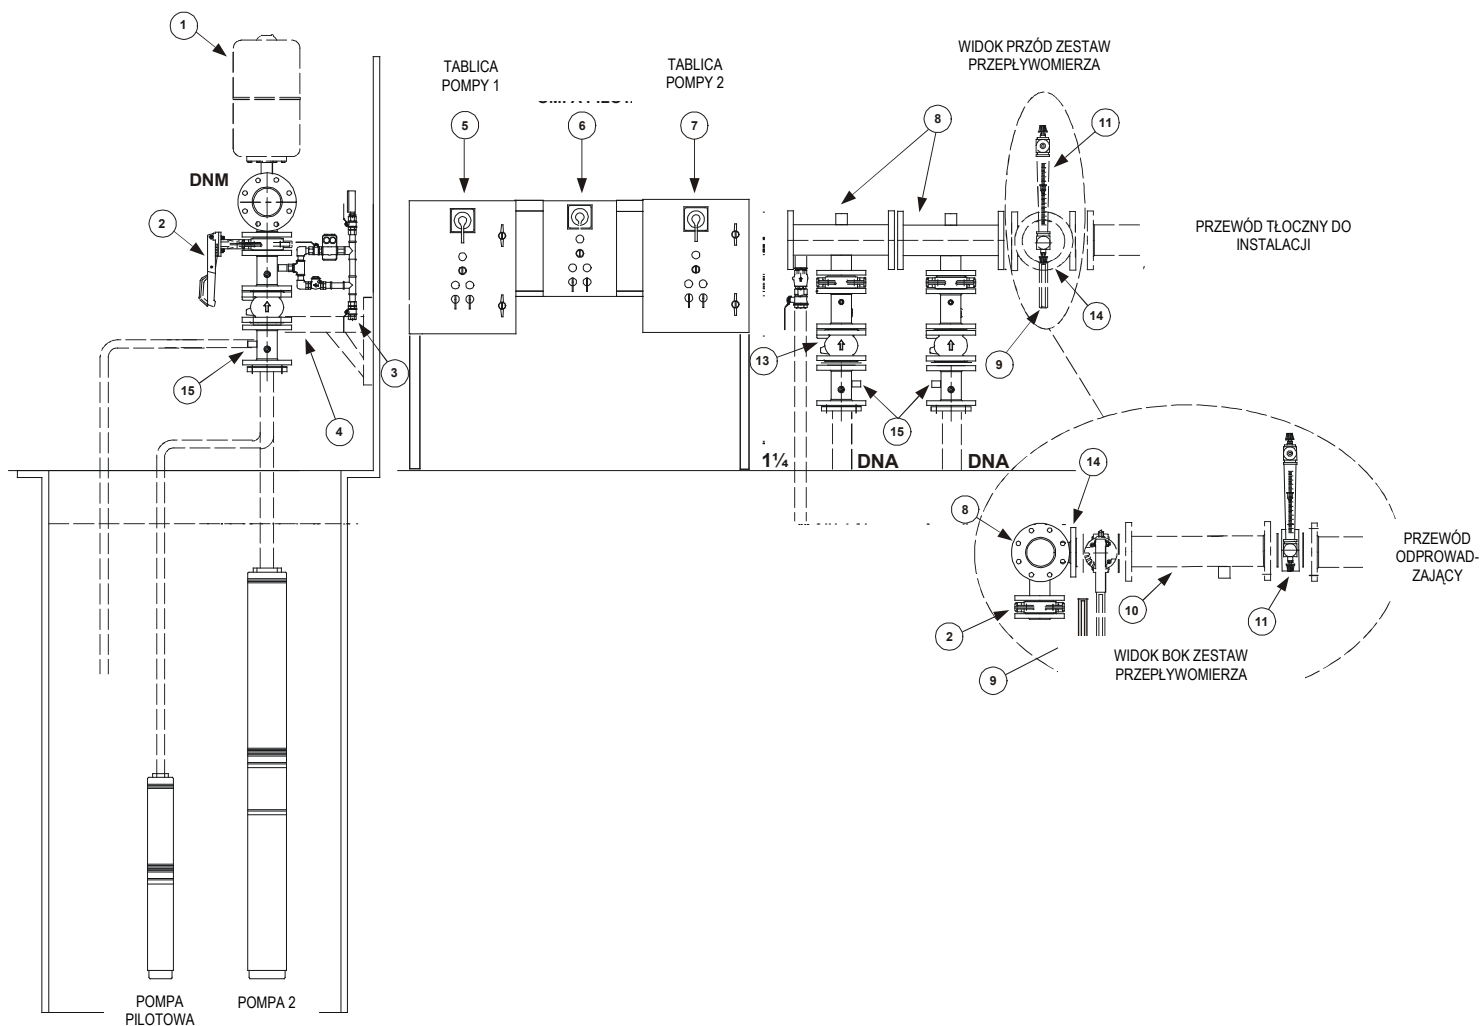 1
WIDOK PRZÓD ZESTAW
PRZEPŁYWOMIERZA
TABLICA
POMPY 1
TABLICA
POMPY 2
5
6
7
8
11
DNM
2
PRZEWÓD TŁOCZNY DO
INSTALACJI
14
13
9
3
15
4
15
1¼
DNA
DNA
14
8
PRZEWÓD
ODPROWAD-
ZAJĄCY
10
11
2
WIDOK BOK ZESTAW
PRZEPŁYWOMIERZA
9
POMPA
PILOTOWA
POMPA 2